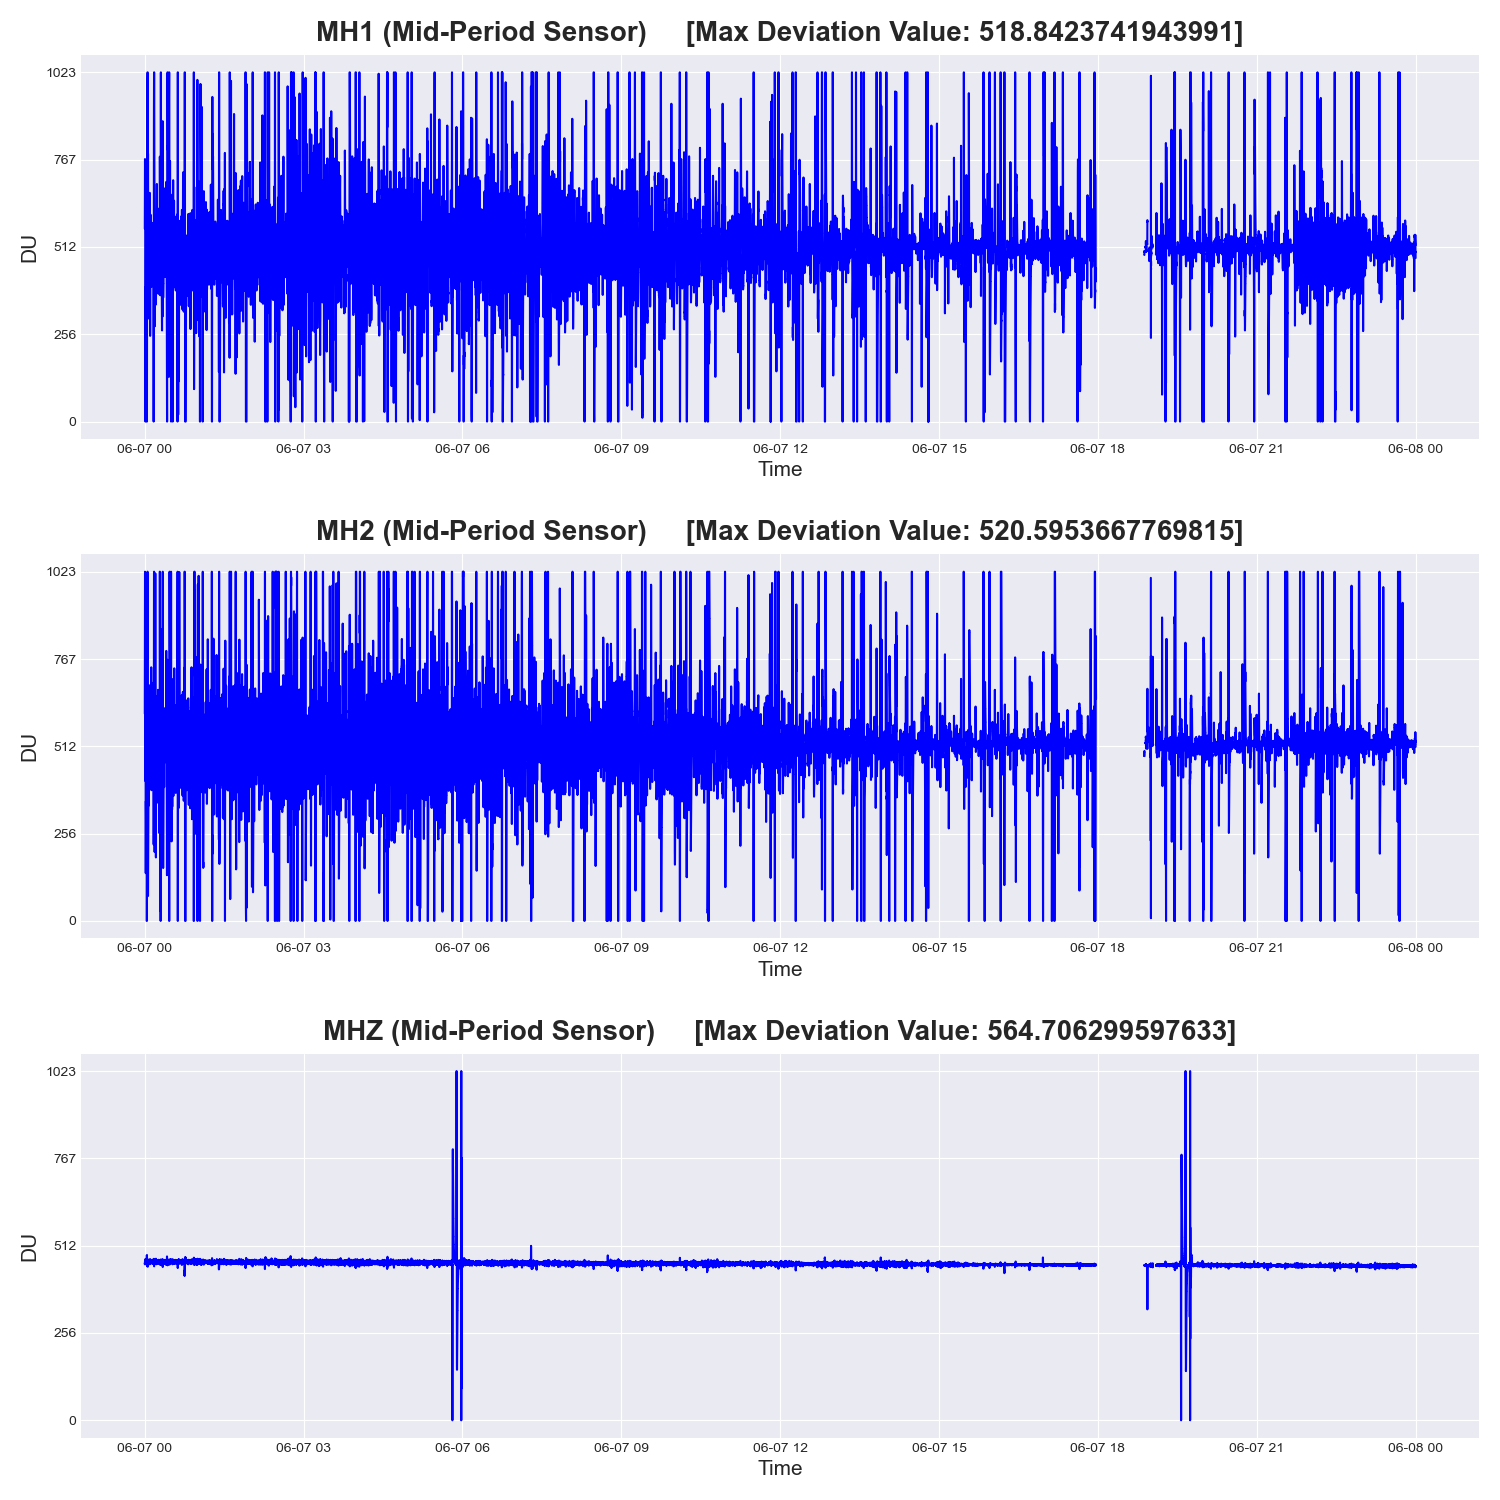 MH1 (Mid-Period Sensor) [Max Deviation Value: 518.8423741943991]
1023
767
512
256
0
DU
06-07 00 06-07 03 06-07 06 06-07 09 06-07 12 06-07 15 06-07 18 06-07 21 06-08 00
Time
MH2 (Mid-Period Sensor) [Max Deviation Value: 520.5953667769815]
1023
767
512
256
0
DU
06-07 00 06-07 03 06-07 06 06-07 09 06-07 12 06-07 15 06-07 18 06-07 21 06-08 00
Time
MHZ (Mid-Period Sensor) [Max Deviation Value: 564.706299597633]
1023
767
512
256
0
DU
06-07 00 06-07 03 06-07 06 06-07 09 06-07 12 06-07 15 06-07 18 06-07 21 06-08 00
Time